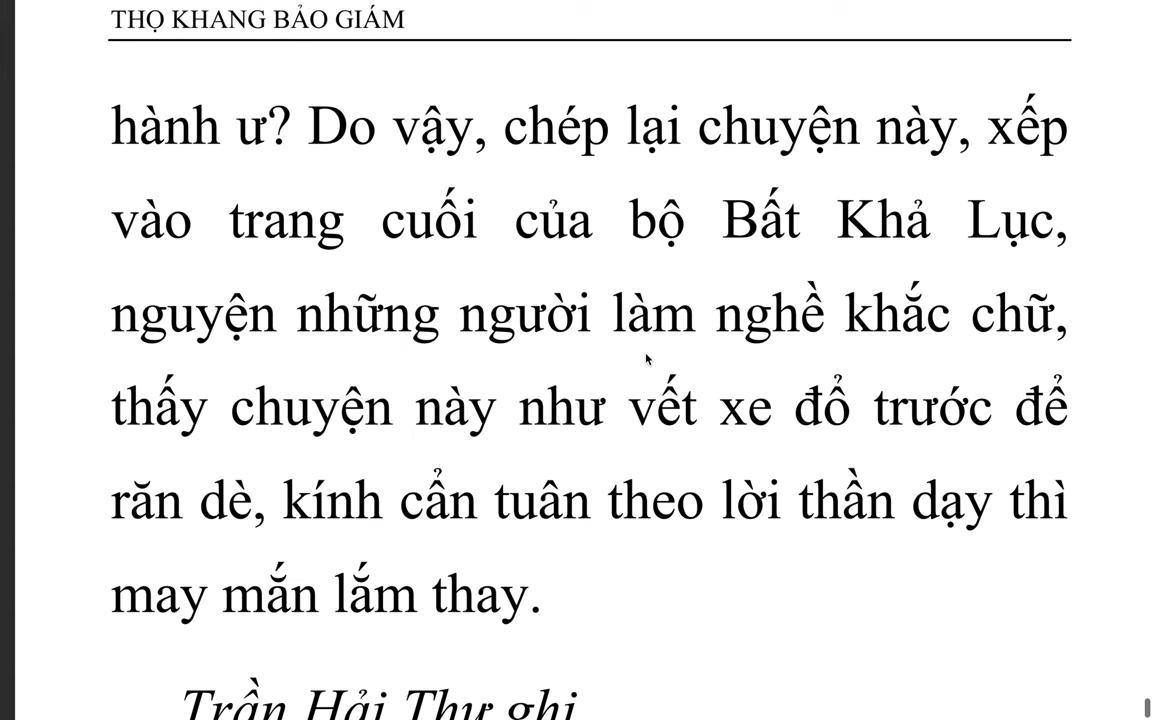 THỌ KHANG BẢO GIÁM
hành ư? Do vậy, chép lại chuyện này, xếp
vào trang cuối của bộ Bất Khả Lục,
nguyện những người làm nghề khắc chữ,
thấy chuyện này như vết xe đổ trước để
răn dè, kính cẩn tuân theo lời thần dạy thì
may mắn lắm thay.
Trần Hải Thự ghi